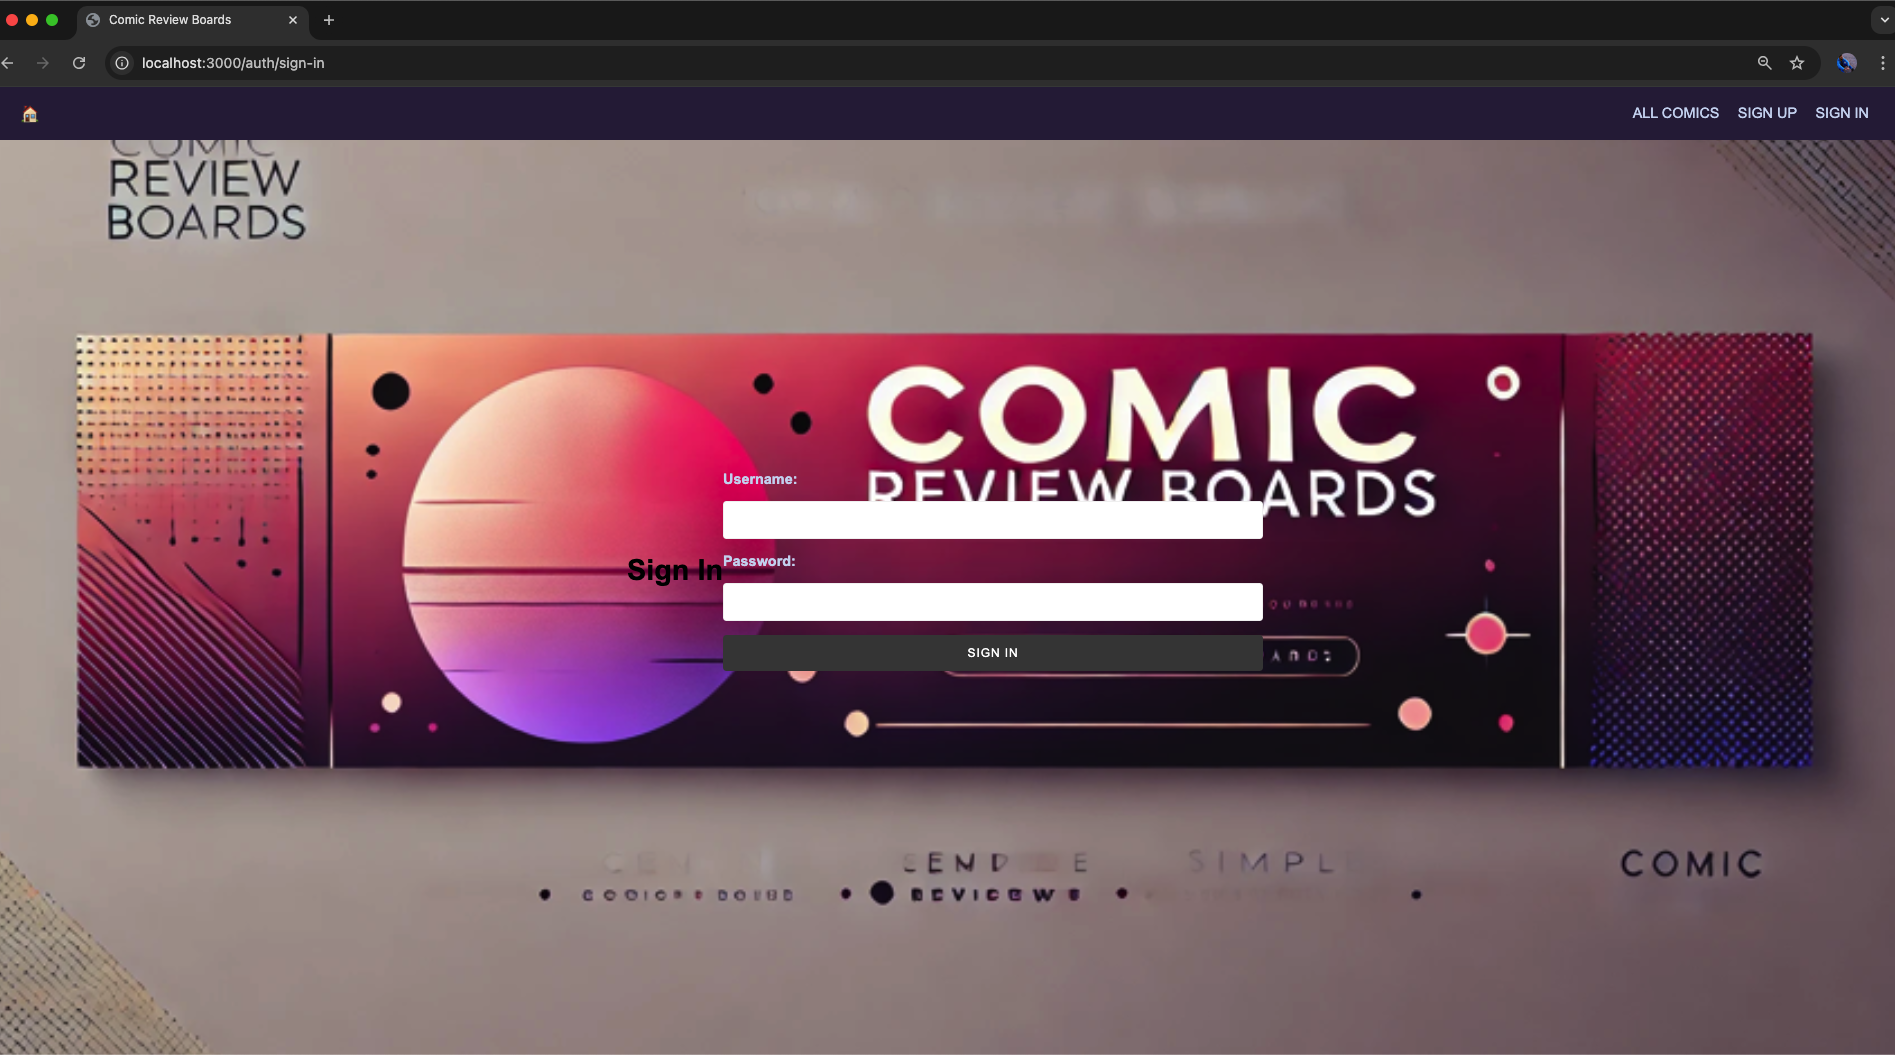 Comic Review Boards
localhost:3000/auth/sign-in
ALL COMICS SIGN UP SIGN IN
COMIC
REVIEW
BOARDS
COMIC
REVIEW BOARDS
Username:
Sign In
Password:
SIGN IN
COMIC